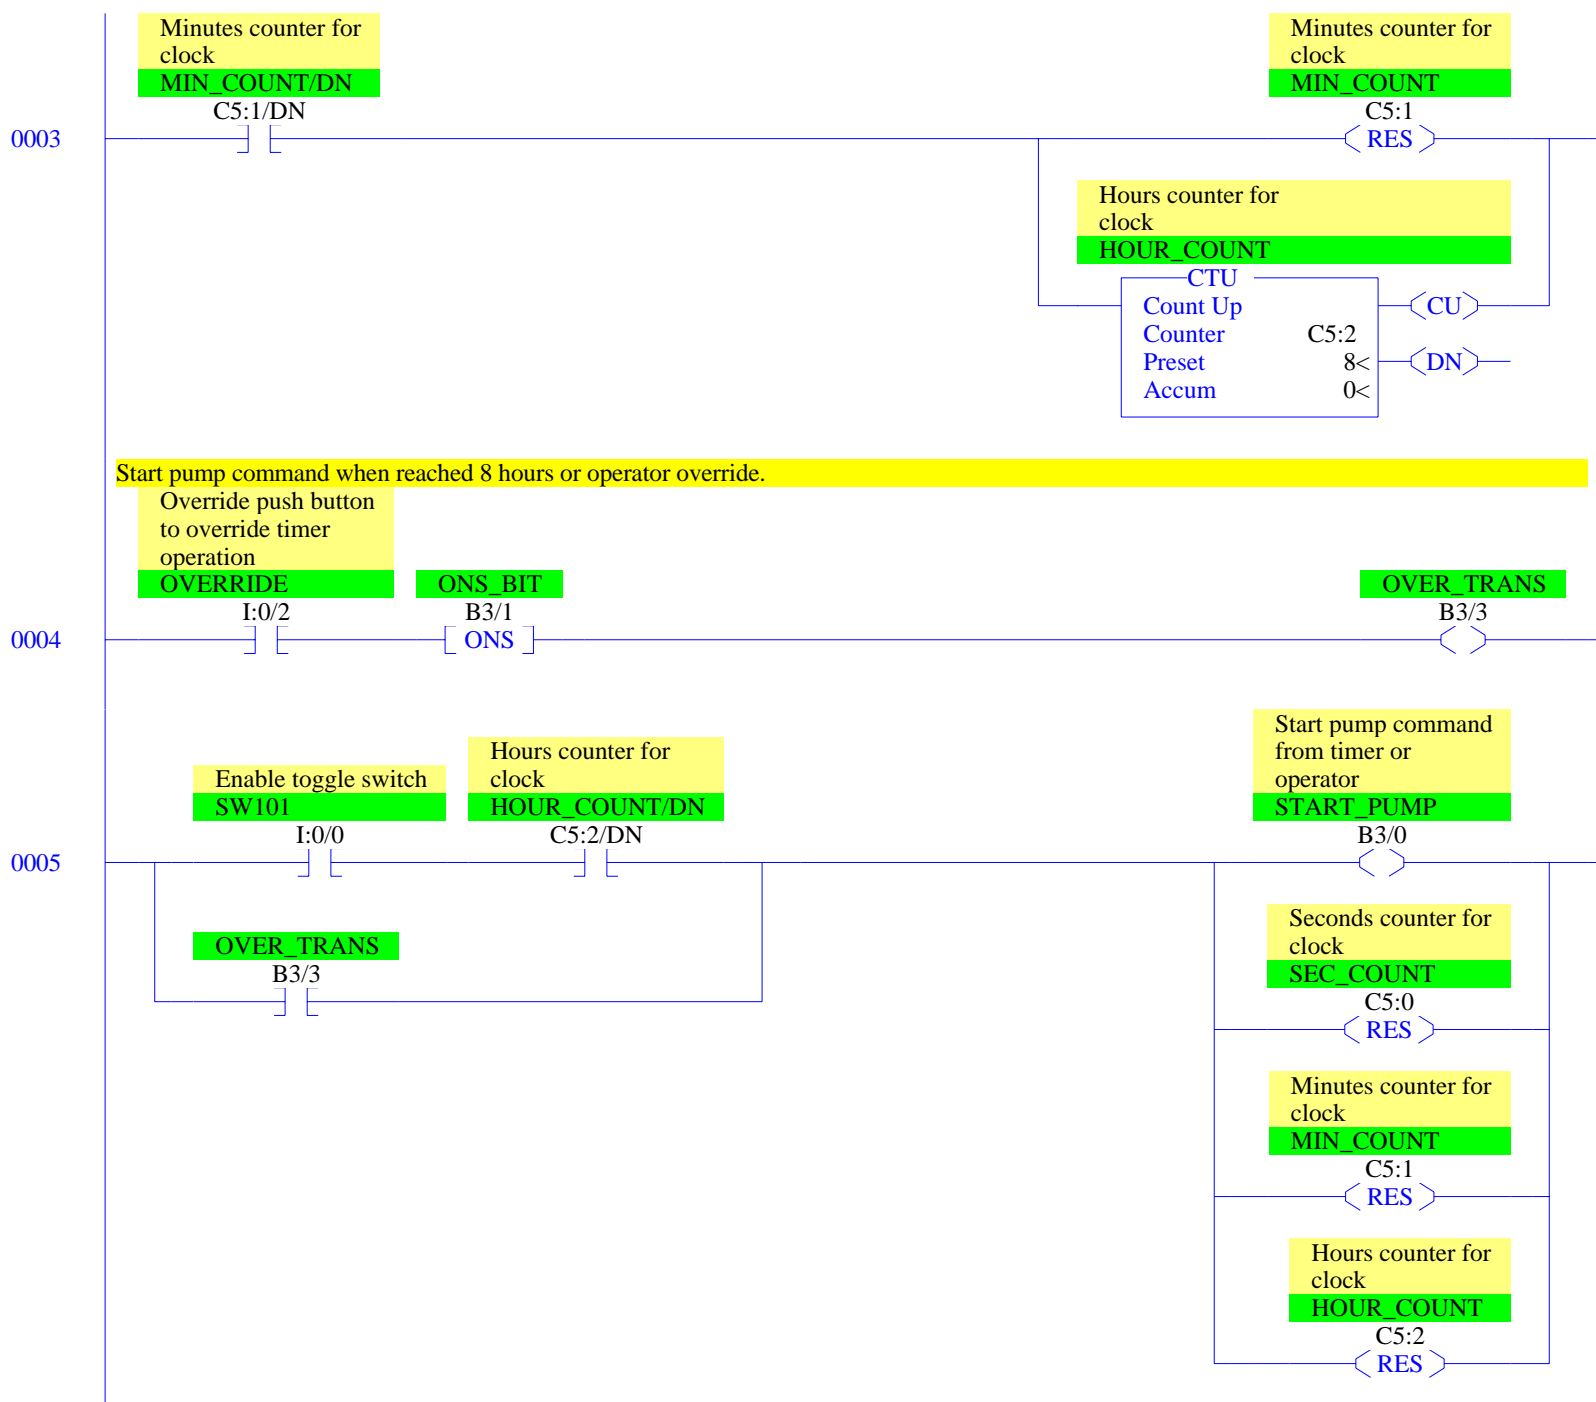 Minutes counter for
clock
MIN_COUNT/DN
C5:1/DN
0003
Minutes counter for
clock
MIN_COUNT
C5:1
RES
Hours counter for
clock
HOUR_COUNT
CTU
Count Up
Counter C5:2
Preset 8<
Accum 0<
CU
DN
Start pump command when reached 8 hours or operator override.
Override push button
to override timer
operation
OVERRIDE
I:0/2
ONS_BIT
B3/1
ONS
OVER_TRANS
B3/3
0004
Enable toggle switch
SW101
I:0/0
Hours counter for
clock
HOUR_COUNT/DN
C5:2/DN
Start pump command
from timer or
operator
START_PUMP
B3/0
0005
OVER_TRANS
B3/3
Seconds counter for
clock
SEC_COUNT
C5:0
RES
Minutes counter for
clock
MIN_COUNT
C5:1
RES
Hours counter for
clock
HOUR_COUNT
C5:2
RES